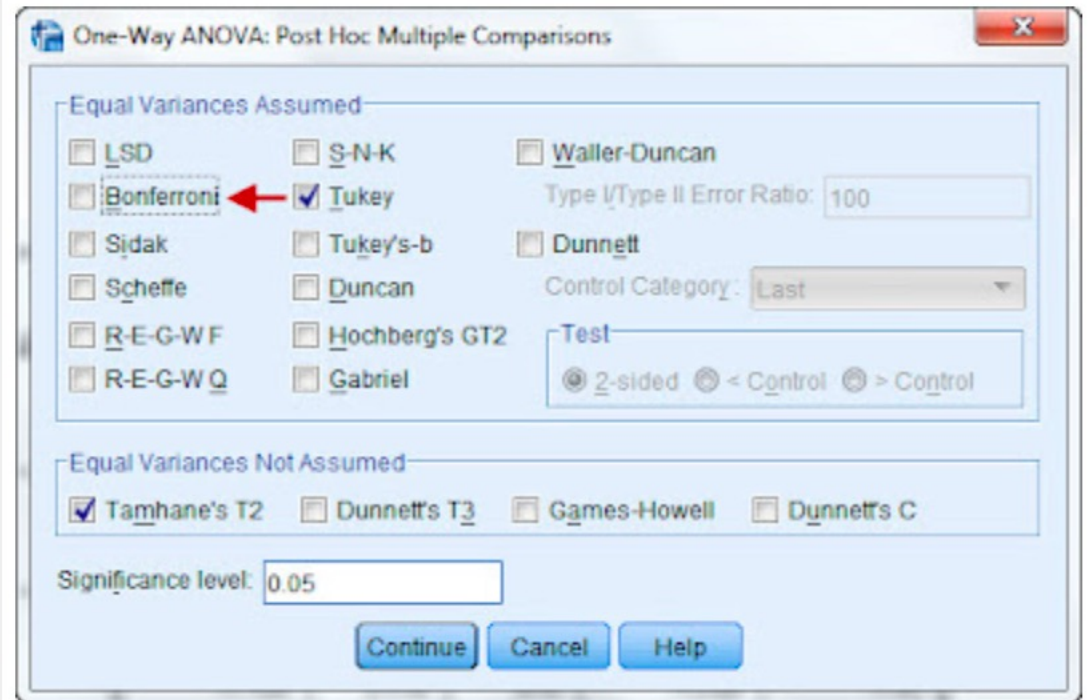 One-Way ANOVA: Post Hoc Multiple Comparisons
Equal Variances Assumed
LSD S-N-K Waller-Duncan
Bonferroni Tukey Type I/Type II Error Ratio: 100
Sidak Tukey's-b Dunnett
Scheffe Duncan Control Category: Last
R-E-G-W F Hochberg's GT2 Test
R-E-G-W Q Gabriel 2-sided < Control > Control
Equal Variances Not Assumed
Tamhane's T2 Dunnett's T3 Games-Howell Dunnett's C
Significance level: 0.05
Continue Cancel Help